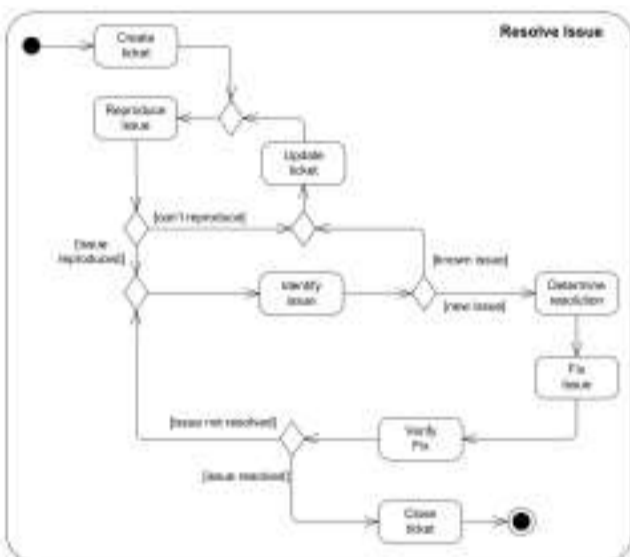 Resolve Issue
Create
ticket
Reproduce
Issue
Update
ticket
[can't reproduce]
[Issue
reproduced]
[known issue]
Identify
issue
[new issue]
Determine
resolution
Fix
Issue
[Issue not resolved]
Verify
Fix
[issue resolved]
Close
ticket